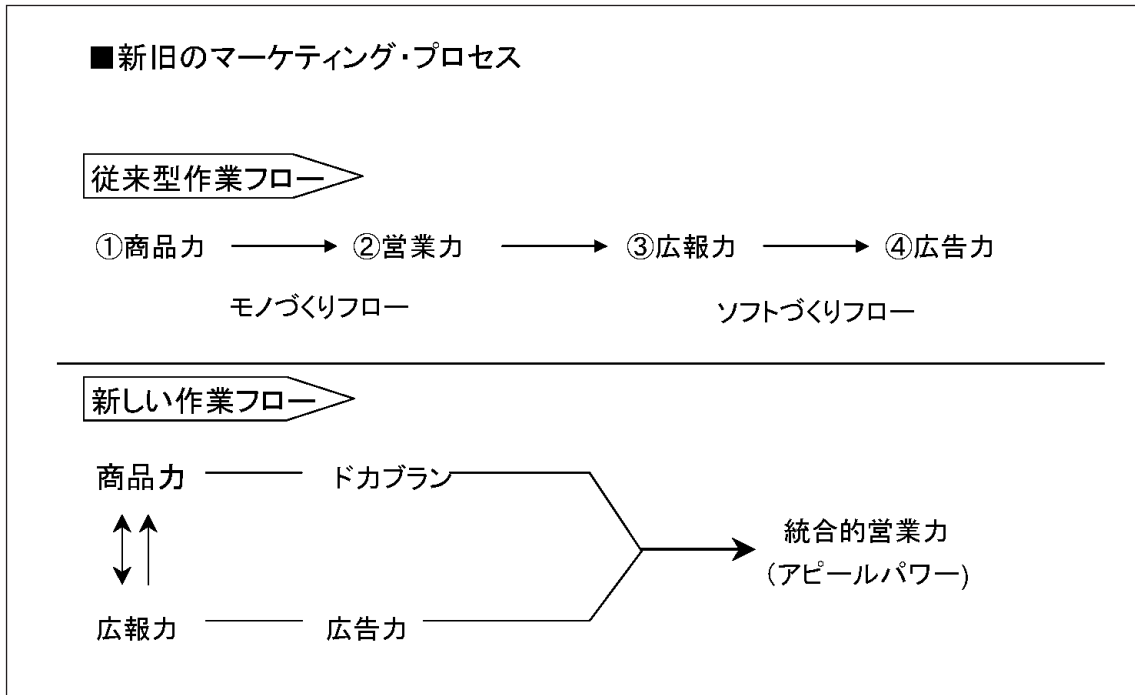 ■新旧のマーケティング・プロセス
従来型作業フロー
①商品力 ②営業力 ③広報力 ④広告力
モノづくりフロー ソフトづくりフロー
新しい作業フロー
商品力 ドカブラン
統合的営業力
（アピールパワー)
広報力 広告力